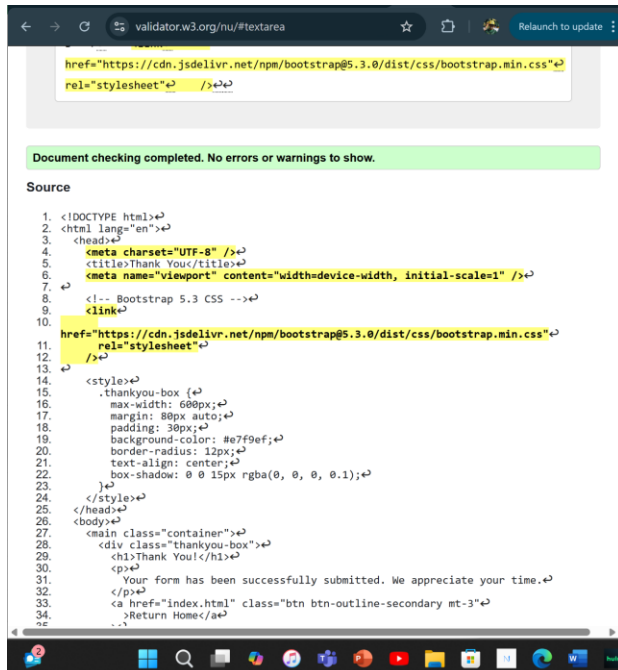 validator.w3.org/nu/#textarea
Relaunch to update
href="https://cdn.jsdelivr.net/npm/bootstrap@5.3.0/dist/css/bootstrap.min.css"↩
rel="stylesheet"↩ />↩↩
Document checking completed. No errors or warnings to show.
Source
1. <!DOCTYPE html>↩
2. <html lang="en">↩
3. <head>↩
4. <meta charset="UTF-8" />↩
5. <title>Thank You</title>↩
6. <meta name="viewport" content="width=device-width, initial-scale=1" />↩
7. ↩
8. <!-- Bootstrap 5.3 CSS -->↩
9. <link↩
10.
href="https://cdn.jsdelivr.net/npm/bootstrap@5.3.0/dist/css/bootstrap.min.css"↩
11. rel="stylesheet"↩
12. />↩
13. ↩
14. <style>↩
15. .thankyou-box {↩
16. max-width: 600px;↩
17. margin: 80px auto;↩
18. padding: 30px;↩
19. background-color: #e7f9ef;↩
20. border-radius: 12px;↩
21. text-align: center;↩
22. box-shadow: 0 0 15px rgba(0, 0, 0, 0.1);↩
23. }↩
24. </style>↩
25. </head>↩
26. <body>↩
27. <main class="container">↩
28. <div class="thankyou-box">↩
29. <h1>Thank You!</h1>↩
30. <p>↩
31. Your form has been successfully submitted. We appreciate your time.↩
32. </p>↩
33. <a href="index.html" class="btn btn-outline-secondary mt-3"↩
34. >Return Home</a↩
2
hulu